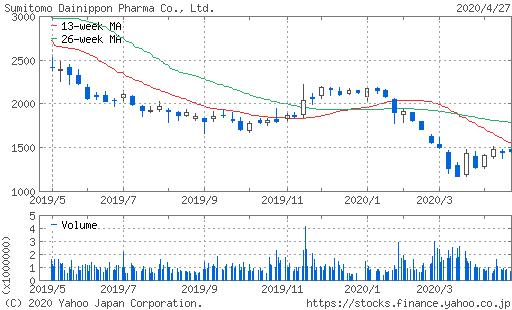 Sumitomo Dainippon Pharma Co., Ltd. 2020/4/27
3000
13-week MA
26-week MA
2500
2000
1500
1000
2019/5 2019/7 2019/9 2019/11 2020/1 2020/3
5
Volume
4
3
2
1
0
(x1000000)
2019/5 2019/7 2019/9 2019/11 2020/1 2020/3
(C) 2020 Yahoo Japan Corporation. https://stocks.finance.yahoo.co.jp/